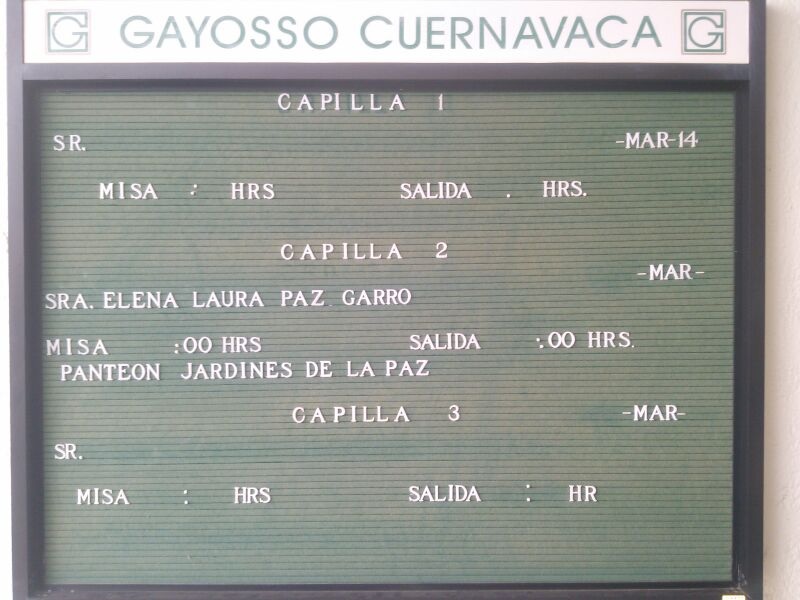 G GAYOSSO CUERNAVACA G
CAPILLA 1
SR. -MAR-14
MISA : HRS SALIDA . HRS.
CAPILLA 2
-MAR-
SRA. ELENA LAURA PAZ GARRO
MISA :00 HRS SALIDA :.00 HRS.
PANTEON JARDINES DE LA PAZ
CAPILLA 3 -MAR-
SR.
MISA : HRS SALIDA : HR